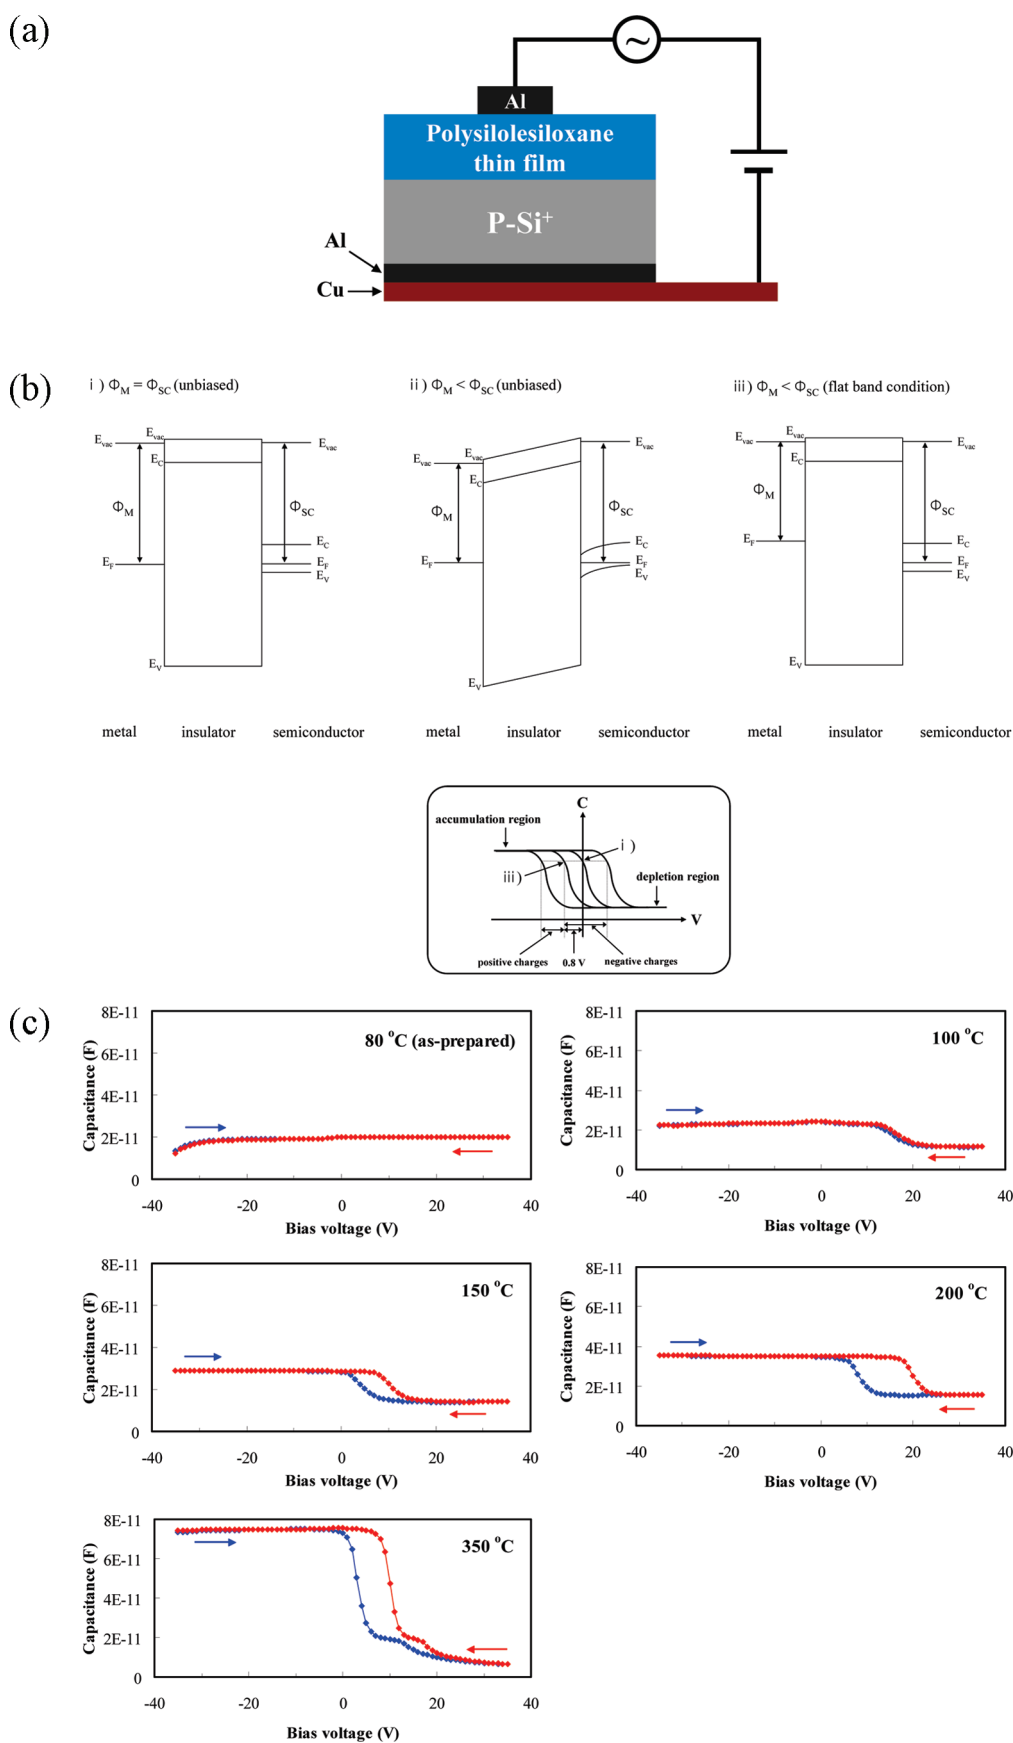 (a)
Al
Polysilolesiloxane
thin film
P-Si+
Al
Cu
(b)
i ) ΦM = ΦSC (unbiased)
ii ) ΦM < ΦSC (unbiased)
iii ) ΦM < ΦSC (flat band condition)
Evac
Evac
Evac
EC
ΦM
ΦSC
EC
EF
EF
EV
EV
metal
insulator
semiconductor
Evac
Evac
Evac
EC
ΦM
ΦSC
EC
EF
EF
EV
EV
metal
insulator
semiconductor
Evac
Evac
Evac
EC
ΦM
ΦSC
EF
EC
EF
EV
EV
metal
insulator
semiconductor
C
accumulation region
i )
iii )
depletion region
V
positive charges
0.8 V
negative charges
(c)
80 oC (as-prepared)
Capacitance (F)
8E-11
6E-11
4E-11
2E-11
0
-40
-20
0
20
40
Bias voltage (V)
100 oC
Capacitance (F)
8E-11
6E-11
4E-11
2E-11
0
-40
-20
0
20
40
Bias voltage (V)
150 oC
Capacitance (F)
8E-11
6E-11
4E-11
2E-11
0
-40
-20
0
20
40
Bias voltage (V)
200 oC
Capacitance (F)
8E-11
6E-11
4E-11
2E-11
0
-40
-20
0
20
40
Bias voltage (V)
350 oC
Capacitance (F)
8E-11
6E-11
4E-11
2E-11
0
-40
-20
0
20
40
Bias voltage (V)